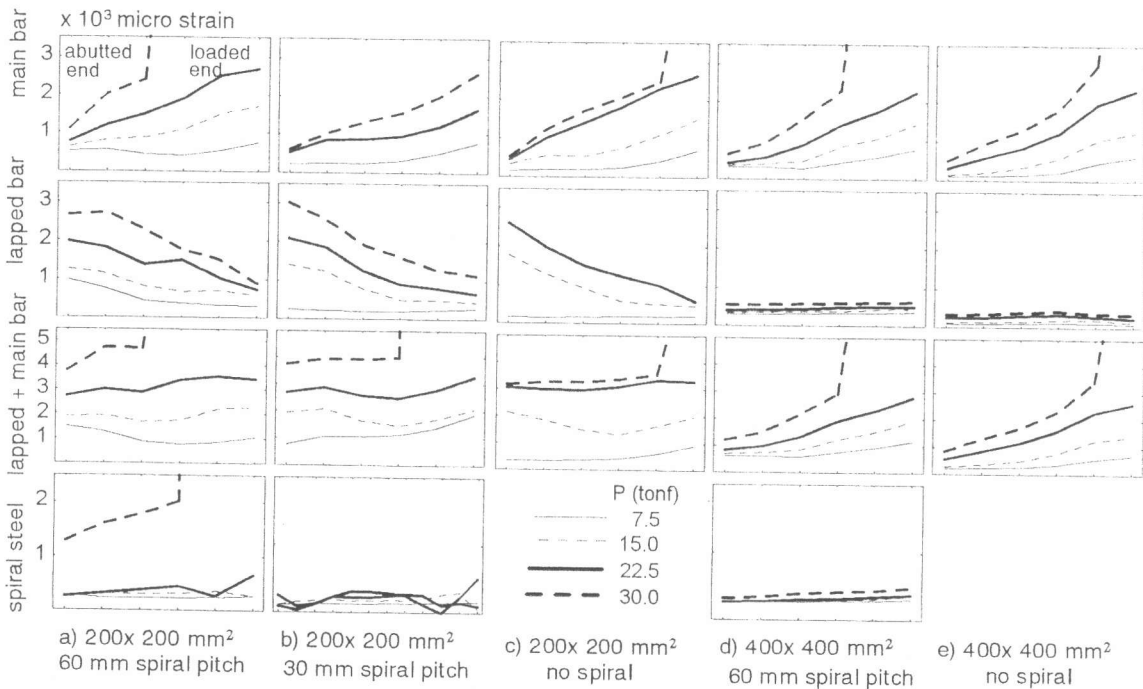 x 10³ micro strain
main bar
3
2
1
abutted end
loaded end
lapped bar
3
2
1
lapped + main bar
5
4
3
2
1
spiral steel
2
1
P (tonf)
7.5
15.0
22.5
30.0
a) 200x 200 mm²
60 mm spiral pitch
b) 200x 200 mm²
30 mm spiral pitch
c) 200x 200 mm²
no spiral
d) 400x 400 mm²
60 mm spiral pitch
e) 400x 400 mm²
no spiral